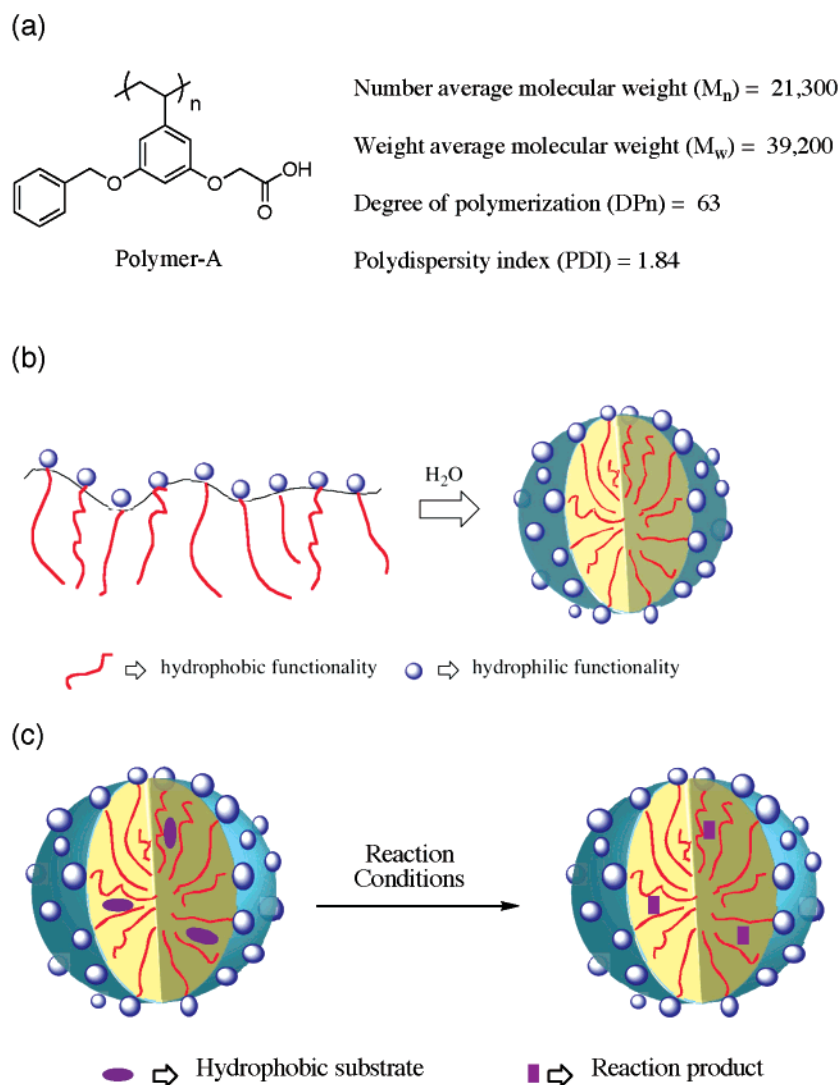 (a)
n
OH
O
O
O
Polymer-A
Number average molecular weight (Mn) = 21,300
Weight average molecular weight (Mw) = 39,200
Degree of polymerization (DPn) = 63
Polydispersity index (PDI) = 1.84
(b)
H2O
hydrophobic functionality
hydrophilic functionality
(c)
Reaction
Conditions
Hydrophobic substrate
Reaction product